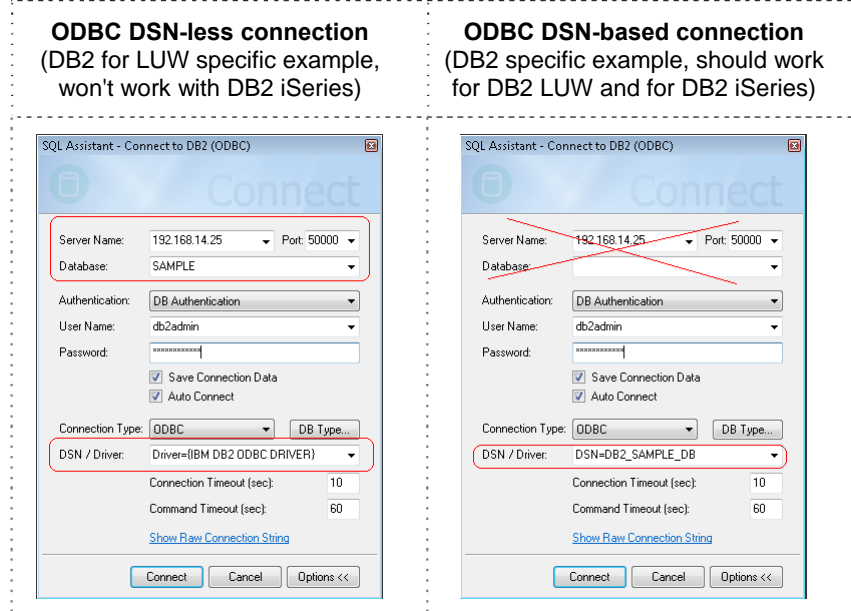 ODBC DSN-less connection
(DB2 for LUW specific example,
won't work with DB2 iSeries)
ODBC DSN-based connection
(DB2 specific example, should work
for DB2 LUW and for DB2 iSeries)
SQL Assistant - Connect to DB2 (ODBC)
Connect
Server Name: 192.168.14.25 Port: 50000
Database: SAMPLE
Authentication: DB Authentication
User Name: db2admin
Password: ************
Save Connection Data
Auto Connect
Connection Type: ODBC DB Type...
DSN / Driver: Driver={IBM DB2 ODBC DRIVER}
Connection Timeout (sec): 10
Command Timeout (sec): 60
Show Raw Connection String
Connect Cancel Options <<
SQL Assistant - Connect to DB2 (ODBC)
Connect
Server Name: 192.168.14.25 Port: 50000
Database:
Authentication: DB Authentication
User Name: db2admin
Password: ************
Save Connection Data
Auto Connect
Connection Type: ODBC DB Type...
DSN / Driver: DSN=DB2_SAMPLE_DB
Connection Timeout (sec): 10
Command Timeout (sec): 60
Show Raw Connection String
Connect Cancel Options <<